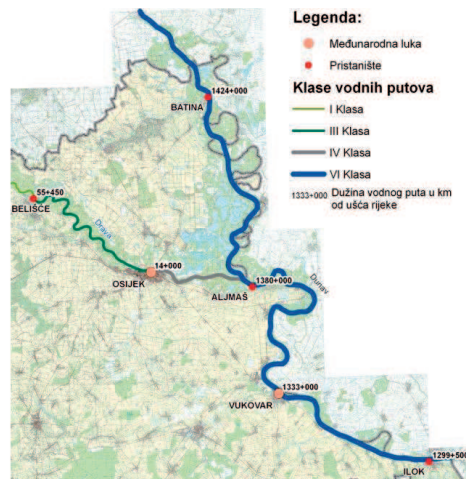 Legenda:
Međunarodna luka
Pristanište
Klase vodnih putova
I Klasa
III Klasa
IV Klasa
VI Klasa
1333+000 Dužina vodnog puta u km
od ušća rijeke
1424+000
BATINA
55+450
BELIŠĆE
Drava
14+000
OSIJEK
1380+000
ALJMAŠ
Dunav
1333+000
VUKOVAR
1299+500
ILOK